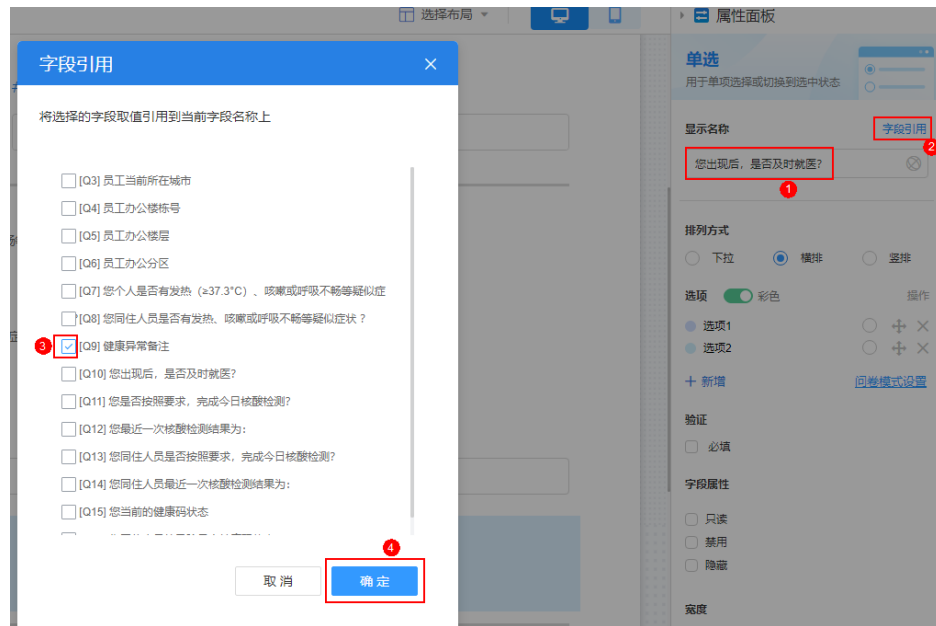 选择布局
属性面板
字段引用
将选择的字段取值引用到当前字段名称上
[Q3] 员工当前所在城市
[Q4] 员工办公楼栋号
[Q5] 员工办公楼层
[Q6] 员工办公分区
[Q7] 您个人是否有发热（≥37.3°C）、咳嗽或呼吸不畅等疑似症
[Q8] 您同住人员是否有发热、咳嗽或呼吸不畅等疑似症状？
3
[Q9] 健康异常备注
[Q10] 您出现后，是否及时就医?
[Q11] 您是否按照要求，完成今日核酸检测?
[Q12] 您最近一次核酸检测结果为:
[Q13] 您同住人员是否按照要求，完成今日核酸检测?
[Q14] 您同住人员最近一次核酸检测结果为:
[Q15] 您当前的健康码状态
4
取消
确定
单选
用于单项选择或切换到选中状态
显示名称
字段引用
2
您出现后，是否及时就医?
1
排列方式
下拉 横排 竖排
选项 彩色 操作
选项1
选项2
新增 问卷模式设置
验证
必填
字段属性
只读
禁用
隐藏
宽度